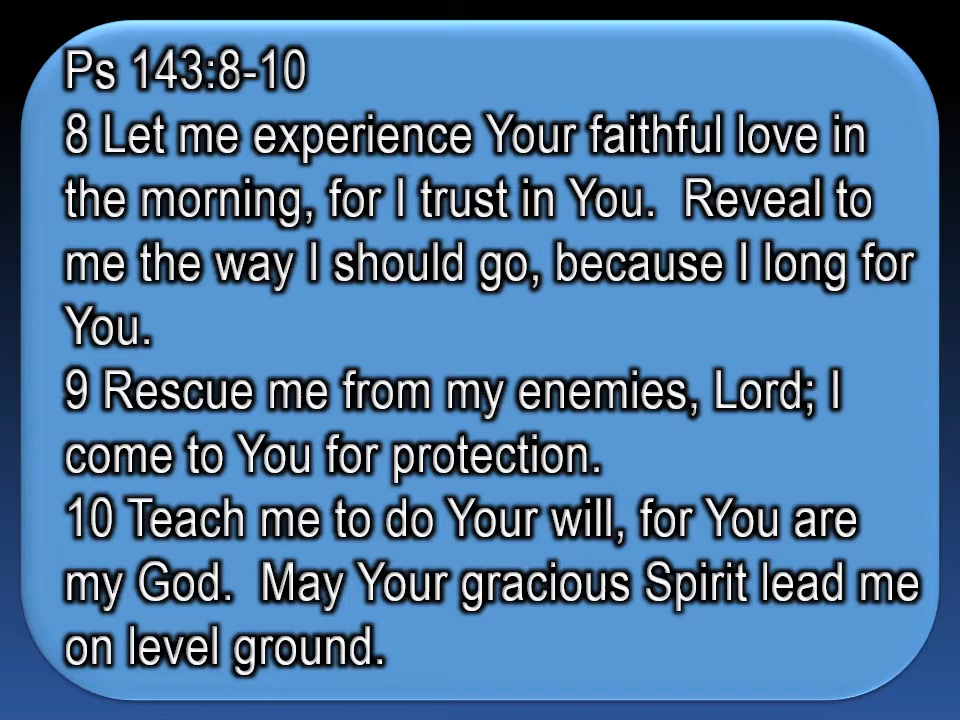 Ps 143:8-10
8 Let me experience Your faithful love in
the morning, for I trust in You.  Reveal to
me the way I should go, because I long for
You.
9 Rescue me from my enemies, Lord; I
come to You for protection.
10 Teach me to do Your will, for You are
my God.  May Your gracious Spirit lead me
on level ground.